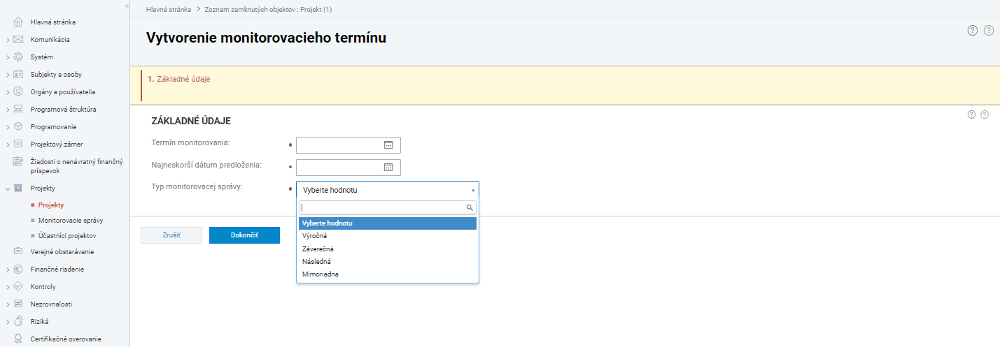 Hlavná stránka > Zoznam zamknutých objektov : Projekt (1)
Vytvorenie monitorovacieho termínu
1. Základné údaje
Hlavná stránka
Komunikácia
Systém
Subjekty a osoby
Orgány a používatelia
Programová štruktúra
Programovanie
Projektový zámer
Žiadosti o nenávratný finančný
príspevok
Projekty
Projekty
Monitorovacie správy
Účastníci projektov
Verejné obstarávanie
Finančné riadenie
Kontroly
Nezrovnalosti
Riziká
Certifikačné overovanie
ZÁKLADNÉ ÚDAJE
Termín monitorovania:
Najneskorší dátum predloženia:
Typ monitorovacej správy:
Vyberte hodnotu
Vyberte hodnotu
Výročná
Záverečná
Následná
Mimoriadna
Zrušiť
Dokončiť